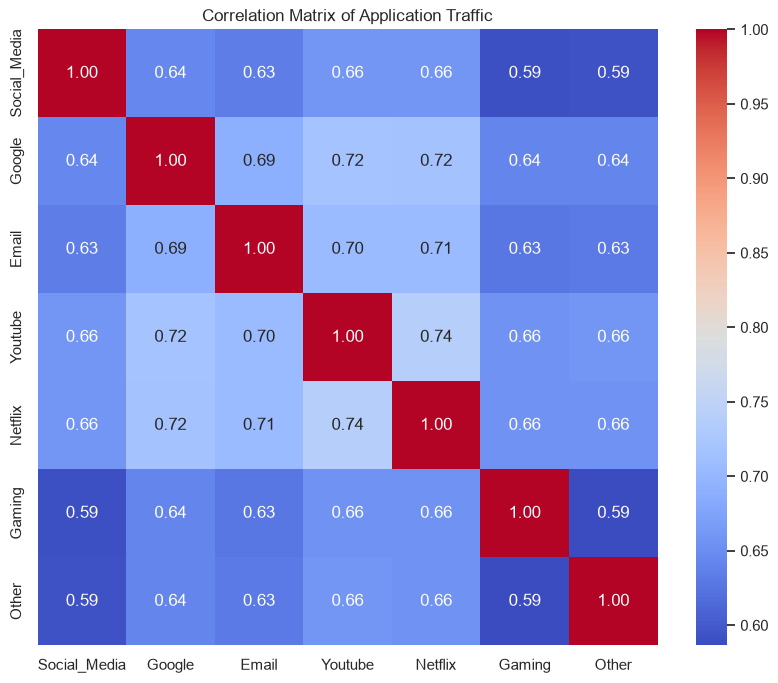 Correlation Matrix of Application Traffic
Social_Media 1.00 0.64 0.63 0.66 0.66 0.59 0.59
Google 0.64 1.00 0.69 0.72 0.72 0.64 0.64
Email 0.63 0.69 1.00 0.70 0.71 0.63 0.63
Youtube 0.66 0.72 0.70 1.00 0.74 0.66 0.66
Netflix 0.66 0.72 0.71 0.74 1.00 0.66 0.66
Gaming 0.59 0.64 0.63 0.66 0.66 1.00 0.59
Other 0.59 0.64 0.63 0.66 0.66 0.59 1.00
Social_Media Google Email Youtube Netflix Gaming Other
1.00
0.95
0.90
0.85
0.80
0.75
0.70
0.65
0.60